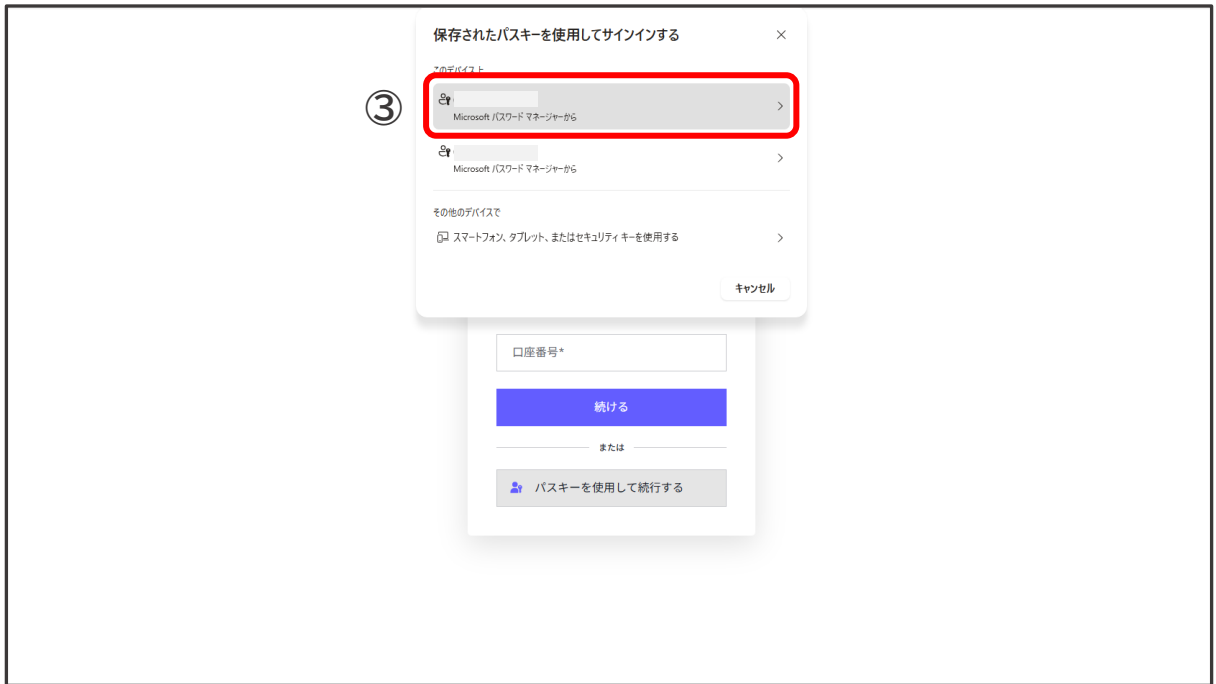 保存されたパスキーを使用してサインインする
このデバイス上
③
Microsoft パスワード マネージャーから
Microsoft パスワード マネージャーから
その他のデバイスで
スマートフォン、タブレット、またはセキュリティ キーを使用する
キャンセル
口座番号*
続ける
または
パスキーを使用して続行する